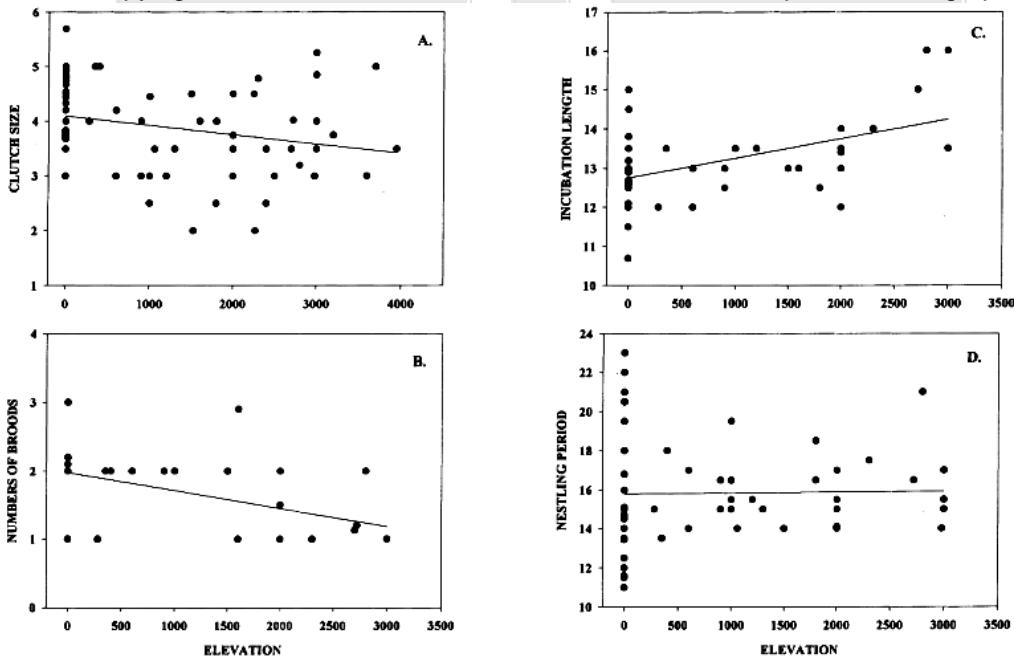 6
5
4
3
2
1
CLUTCH SIZE
A.
0 1000 2000 3000 4000
17
16
15
14
13
12
11
10
INCUBATION LENGTH
C.
0 500 1000 1500 2000 2500 3000 3500
4
3
2
1
0
NUMBERS OF BROODS
B.
0 500 1000 1500 2000 2500 3000 3500
ELEVATION
24
22
20
18
16
14
12
10
NESTLING PERIOD
D.
0 500 1000 1500 2000 2500 3000 3500
ELEVATION